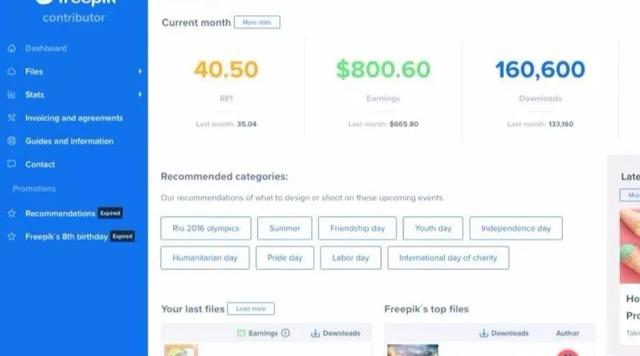 freepik
contributor
Dashboard
Files
Stats
Invoicing and agreements
Guides and information
Contact
Promotions
Recommendations Expired
Freepik's 8th birthday Expired
Current month More stats
40.50 $800.60 160,600
RPI Earnings Downloads
Last month: 35.04 Last month: $665.80 Last month: 133,160
Recommended categories:
Our recommendations of what to design or shoot on these upcoming events.
Rio 2016 olympics Summer Friendship day Youth day Independence day
Humanitarian day Pride day Labor day International day of charity
Your last files Load more Freepik's top files
Earnings Downloads Downloads Author
Late
Ho
Pro